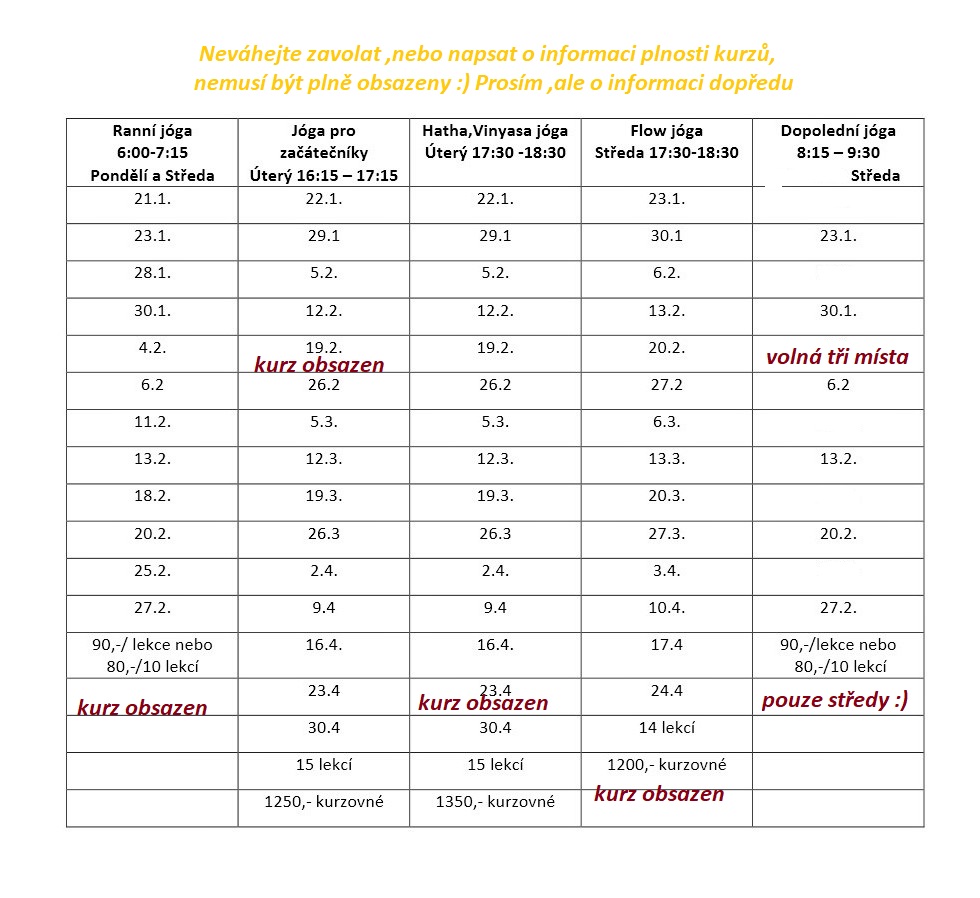 Neváhejte zavolat ,nebo napsat o informaci plnosti kurzů,
nemusí být plně obsazeny :) Prosím ,ale o informaci dopředu
Ranní jóga
6:00-7:15
Pondělí a Středa
Jóga pro
začátečníky
Úterý 16:15 – 17:15
Hatha,Vinyasa jóga
Úterý 17:30 -18:30
Flow jóga
Středa 17:30-18:30
Dopolední jóga
8:15 – 9:30
Středa
21.1. 22.1. 22.1. 23.1.
23.1. 29.1 29.1 30.1 23.1.
28.1. 5.2. 5.2. 6.2.
30.1. 12.2. 12.2. 13.2. 30.1.
4.2. 19.2. 19.2. 20.2.
kurz obsazen volná tři místa
6.2 26.2 26.2 27.2 6.2
11.2. 5.3. 5.3. 6.3.
13.2. 12.3. 12.3. 13.3. 13.2.
18.2. 19.3. 19.3. 20.3.
20.2. 26.3 26.3 27.3. 20.2.
25.2. 2.4. 2.4. 3.4.
27.2. 9.4 9.4 10.4. 27.2.
90,-/ lekce nebo
80,-/10 lekcí
16.4. 16.4. 17.4
90,-/lekce nebo
80,-/10 lekcí
23.4 23.4 24.4
kurz obsazen kurz obsazen pouze středy :)
30.4 30.4 14 lekcí
15 lekcí 15 lekcí 1200,- kurzovné
1250,- kurzovné 1350,- kurzovné kurz obsazen